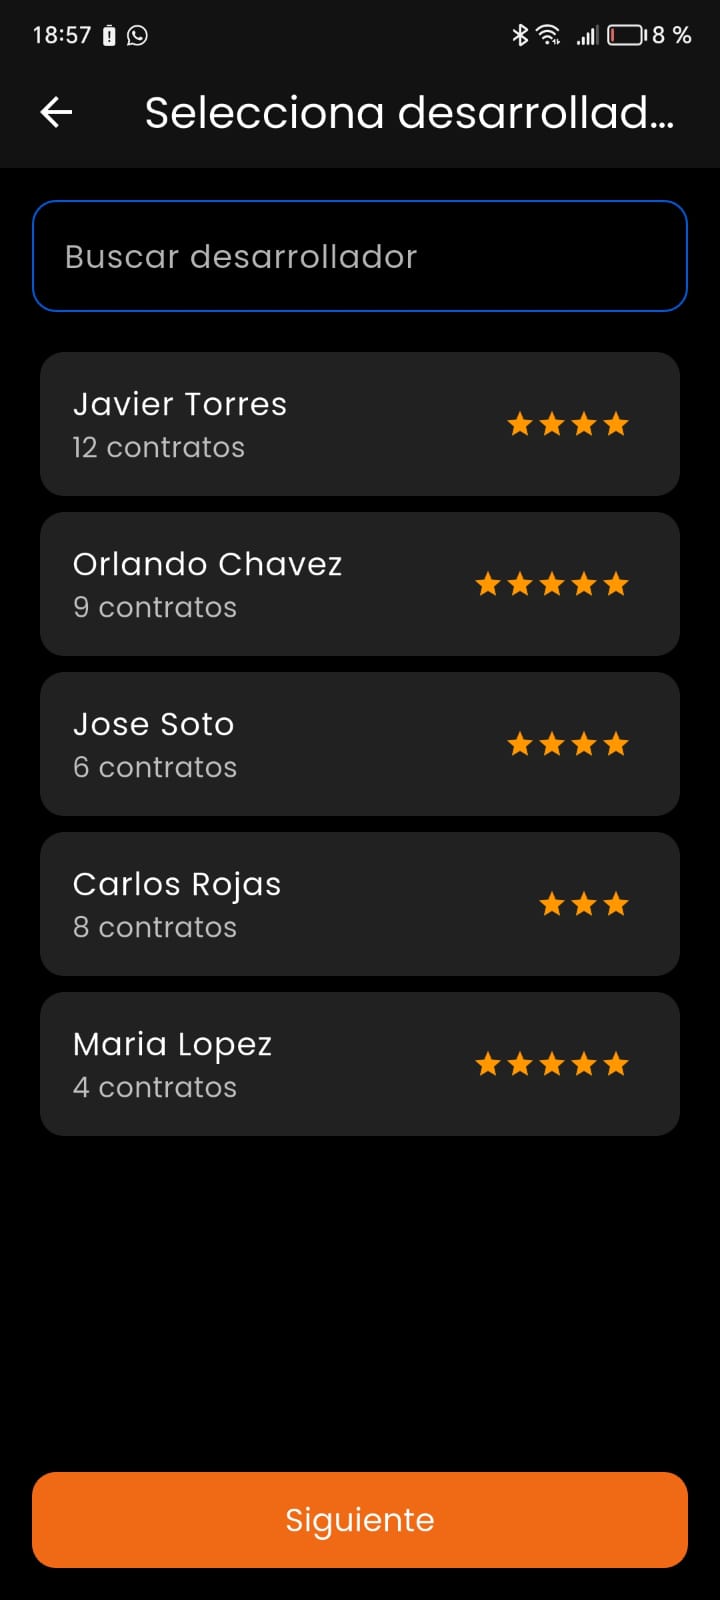 18:57
8 %
Selecciona desarrollad...
Buscar desarrollador
Javier Torres
12 contratos
Orlando Chavez
9 contratos
Jose Soto
6 contratos
Carlos Rojas
8 contratos
Maria Lopez
4 contratos
Siguiente